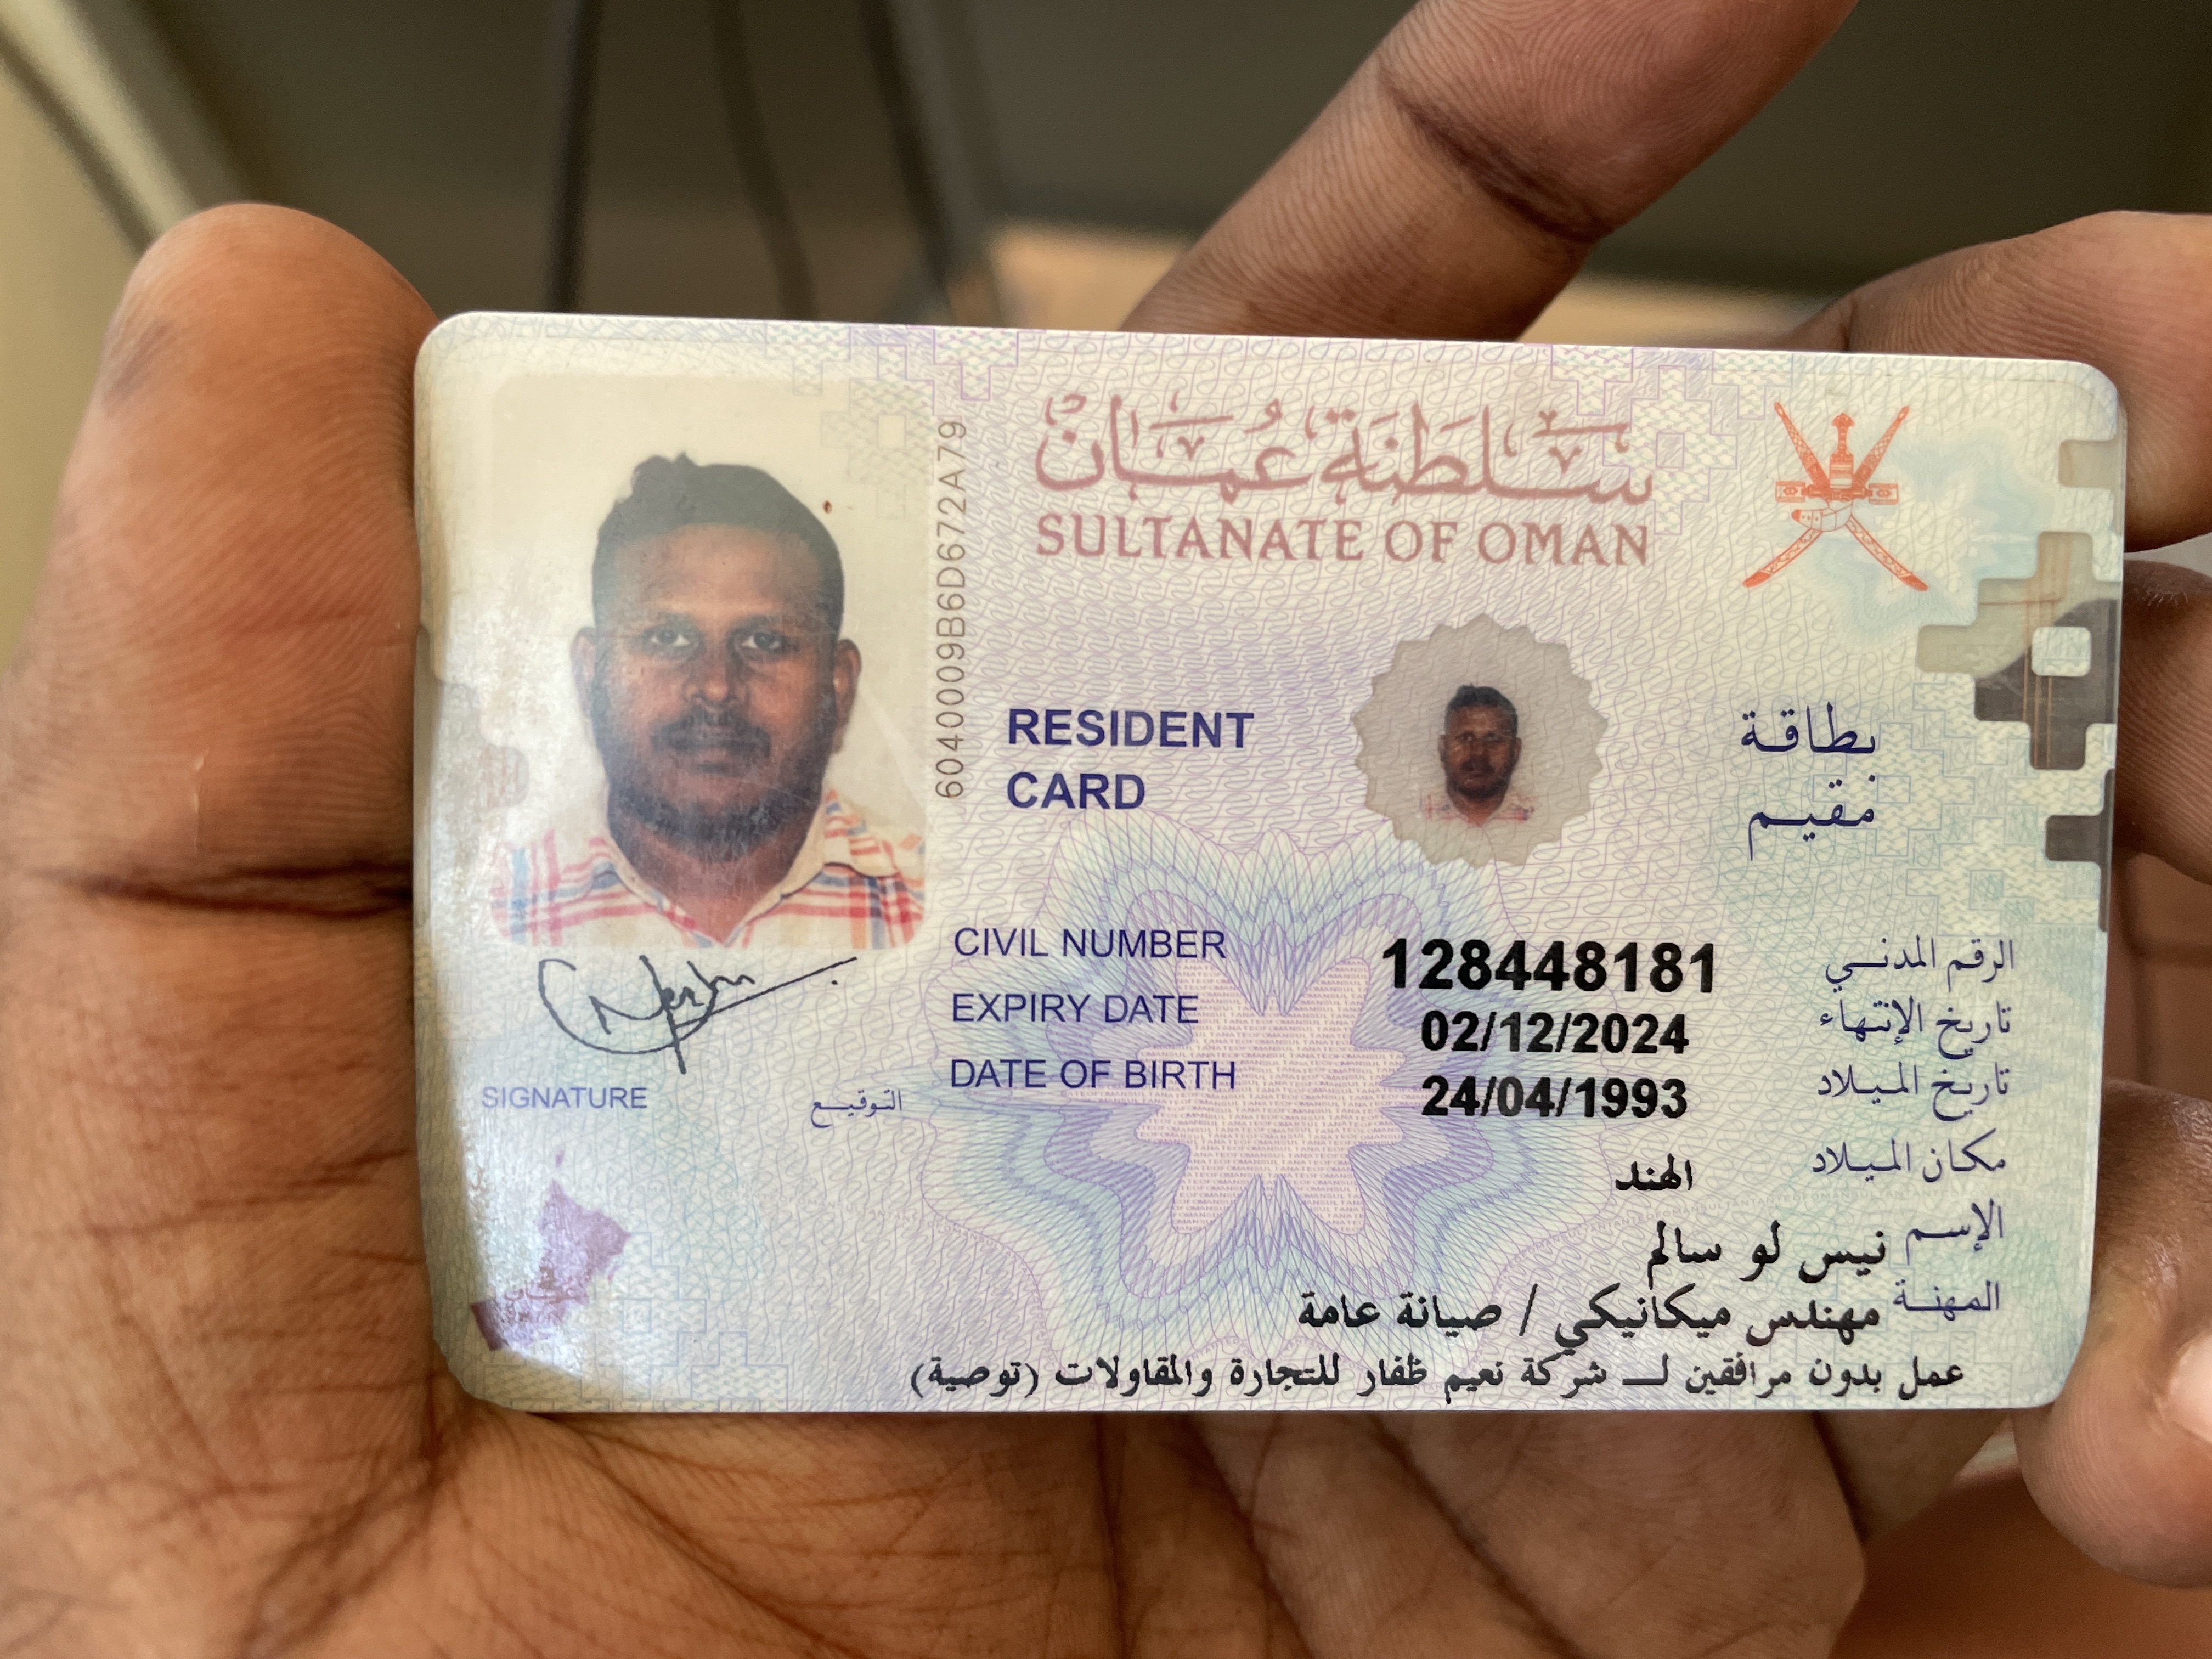 سلطنة عمان
SULTANATE OF OMAN
RESIDENT
CARD
بطاقة
مقيم
6040009B6D672A79
CIVIL NUMBER 128448181 الرقم المدني
EXPIRY DATE 02/12/2024 تاريخ الإنتهاء
DATE OF BIRTH 24/04/1993 تاريخ الميلاد
الهند مكان الميلاد
SIGNATURE
التوقيع
الإسم نيس لو سالم
المهنة مهندس ميكانيكي / صيانة عامة
عمل بدون مرافقين لـ شركة نعيم ظفار للتجارة والمقاولات (توصية)